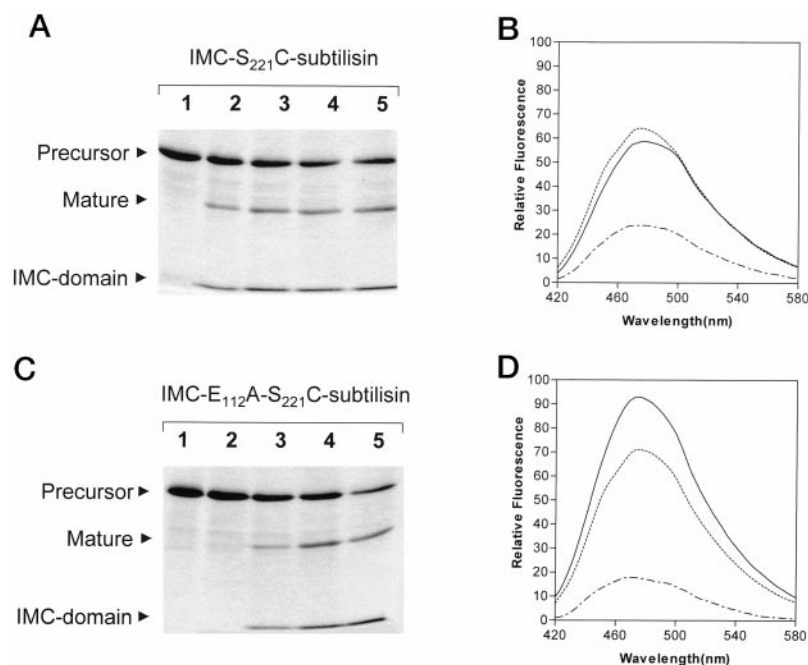 A
IMC-S221C-subtilisin
1 2 3 4 5
Precursor
Mature
IMC-domain
B
Relative Fluorescence
100
90
80
70
60
50
40
30
20
10
0
420 460 500 540 580
Wavelength(nm)
C
IMC-E112A-S221C-subtilisin
1 2 3 4 5
Precursor
Mature
IMC-domain
D
Relative Fluorescence
100
90
80
70
60
50
40
30
20
10
0
420 460 500 540 580
Wavelength(nm)